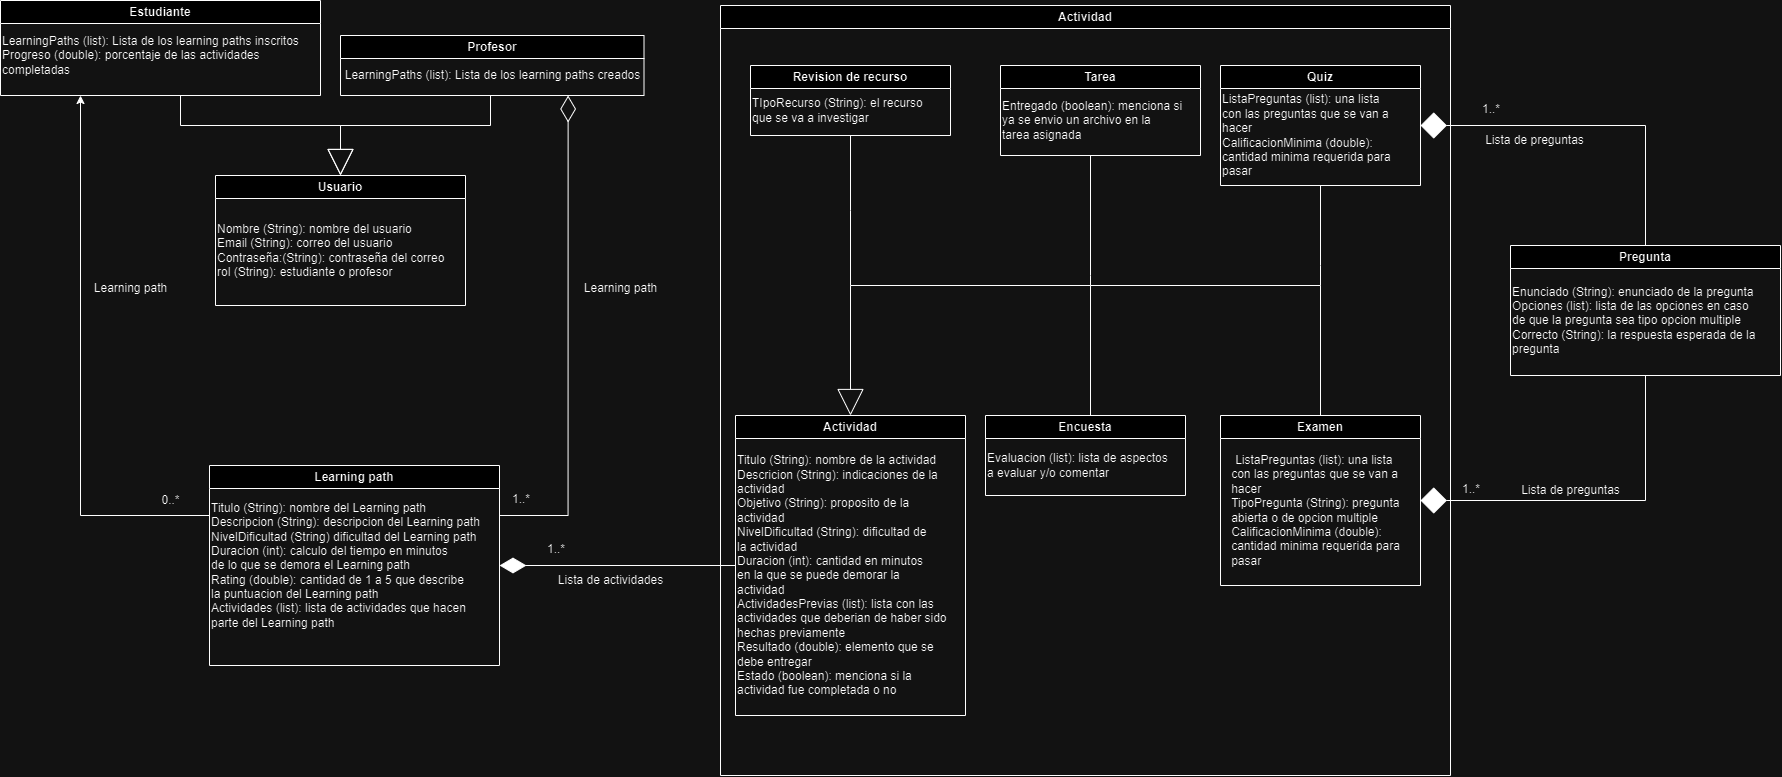 Estudiante
LearningPaths (list): Lista de los learning paths inscritos
Progreso (double): porcentaje de las actividades
completadas
Profesor
LearningPaths (list): Lista de los learning paths creados
Usuario
Nombre (String): nombre del usuario
Email (String): correo del usuario
Contraseña:(String): contraseña del correo
rol (String): estudiante o profesor
Learning path
Learning path
0..*
1..*
Learning path
Titulo (String): nombre del Learning path
Descripcion (String): descripcion del Learning path
NivelDificultad (String) dificultad del Learning path
Duracion (int): calculo del tiempo en minutos
de lo que se demora el Learning path
Rating (double): cantidad de 1 a 5 que describe
la puntuacion del Learning path
Actividades (list): lista de actividades que hacen
parte del Learning path
1..*
Lista de actividades
Actividad
Revision de recurso
TIpoRecurso (String): el recurso
que se va a investigar
Tarea
Entregado (boolean): menciona si
ya se envio un archivo en la
tarea asignada
Quiz
ListaPreguntas (list): una lista
con las preguntas que se van a
hacer
CalificacionMinima (double):
cantidad minima requerida para
pasar
Actividad
Titulo (String): nombre de la actividad
Descricion (String): indicaciones de la
actividad
Objetivo (String): proposito de la
actividad
NivelDificultad (String): dificultad de
la actividad
Duracion (int): cantidad en minutos
en la que se puede demorar la
actividad
ActividadesPrevias (list): lista con las
actividades que deberian de haber sido
hechas previamente
Resultado (double): elemento que se
debe entregar
Estado (boolean): menciona si la
actividad fue completada o no
Encuesta
Evaluacion (list): lista de aspectos
a evaluar y/o comentar
Examen
ListaPreguntas (list): una lista
con las preguntas que se van a
hacer
TipoPregunta (String): pregunta
abierta o de opcion multiple
CalificacionMinima (double):
cantidad minima requerida para
pasar
1..*
Lista de preguntas
Pregunta
Enunciado (String): enunciado de la pregunta
Opciones (list): lista de las opciones en caso
de que la pregunta sea tipo opcion multiple
Correcto (String): la respuesta esperada de la
pregunta
1..*
Lista de preguntas